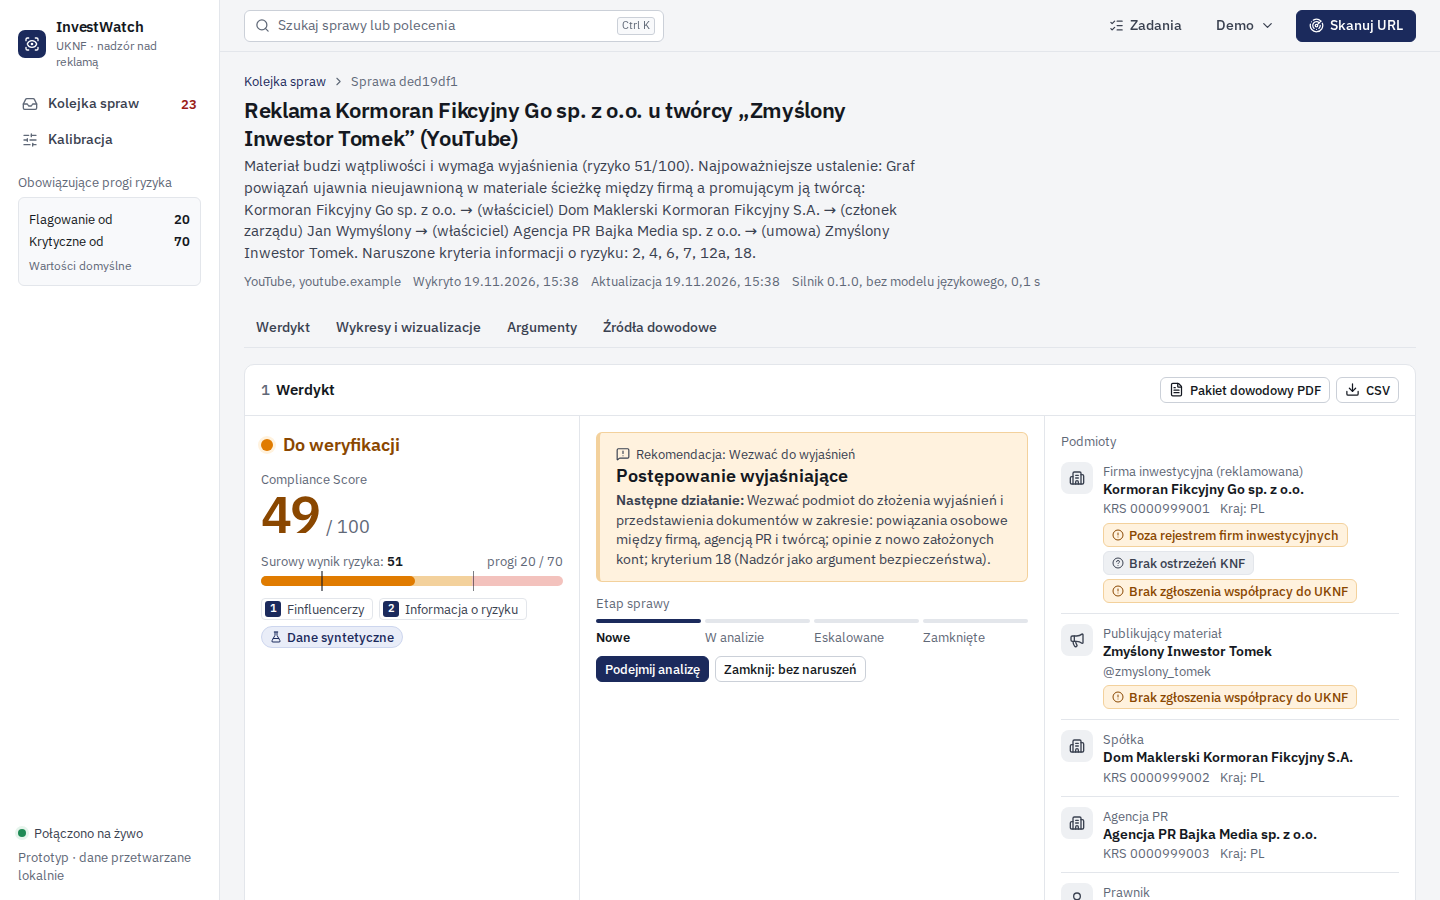 InvestWatch
UKNF · nadzór nad
reklamą
Kolejka spraw 23
Kalibracja
Obowiązujące progi ryzyka
Flagowanie od 20
Krytyczne od 70
Wartości domyślne
Połączono na żywo
Prototyp · dane przetwarzane
lokalnie
Szukaj sprawy lub polecenia Ctrl K
Zadania
Demo
Skanuj URL
Kolejka spraw > Sprawa ded19df1
Reklama Kormoran Fikcyjny Go sp. z o.o. u twórcy „Zmyślony
Inwestor Tomek” (YouTube)
Materiał budzi wątpliwości i wymaga wyjaśnienia (ryzyko 51/100). Najpoważniejsze ustalenie: Graf
powiązań ujawnia nieujawnioną w materiale ścieżkę między firmą a promującym ją twórcą:
Kormoran Fikcyjny Go sp. z o.o. → (właściciel) Dom Maklerski Kormoran Fikcyjny S.A. → (członek
zarządu) Jan Wymyślony → (właściciel) Agencja PR Bajka Media sp. z o.o. → (umowa) Zmyślony
Inwestor Tomek. Naruszone kryteria informacji o ryzyku: 2, 4, 6, 7, 12a, 18.
YouTube, youtube.example Wykryto 19.11.2026, 15:38 Aktualizacja 19.11.2026, 15:38 Silnik 0.1.0, bez modelu językowego, 0,1 s
Werdykt Wykresy i wizualizacje Argumenty Źródła dowodowe
1 Werdykt
Pakiet dowodowy PDF
CSV
Do weryfikacji
Compliance Score
49 / 100
Surowy wynik ryzyka: 51 progi 20 / 70
1 Finfluencerzy 2 Informacja o ryzyku
Dane syntetyczne
Rekomendacja: Wezwać do wyjaśnień
Postępowanie wyjaśniające
Następne działanie: Wezwać podmiot do złożenia wyjaśnień i
przedstawienia dokumentów w zakresie: powiązania osobowe
między firmą, agencją PR i twórcą; opinie z nowo założonych
kont; kryterium 18 (Nadzór jako argument bezpieczeństwa).
Etap sprawy
Nowe W analizie Eskalowane Zamknięte
Podejmij analizę Zamknij: bez naruszeń
Podmioty
Firma inwestycyjna (reklamowana)
Kormoran Fikcyjny Go sp. z o.o.
KRS 0000999001 Kraj: PL
Poza rejestrem firm inwestycyjnych
Brak ostrzeżeń KNF
Brak zgłoszenia współpracy do UKNF
Publikujący materiał
Zmyślony Inwestor Tomek
@zmyslony_tomek
Brak zgłoszenia współpracy do UKNF
Spółka
Dom Maklerski Kormoran Fikcyjny S.A.
KRS 0000999002 Kraj: PL
Agencja PR
Agencja PR Bajka Media sp. z o.o.
KRS 0000999003 Kraj: PL
Prawnik